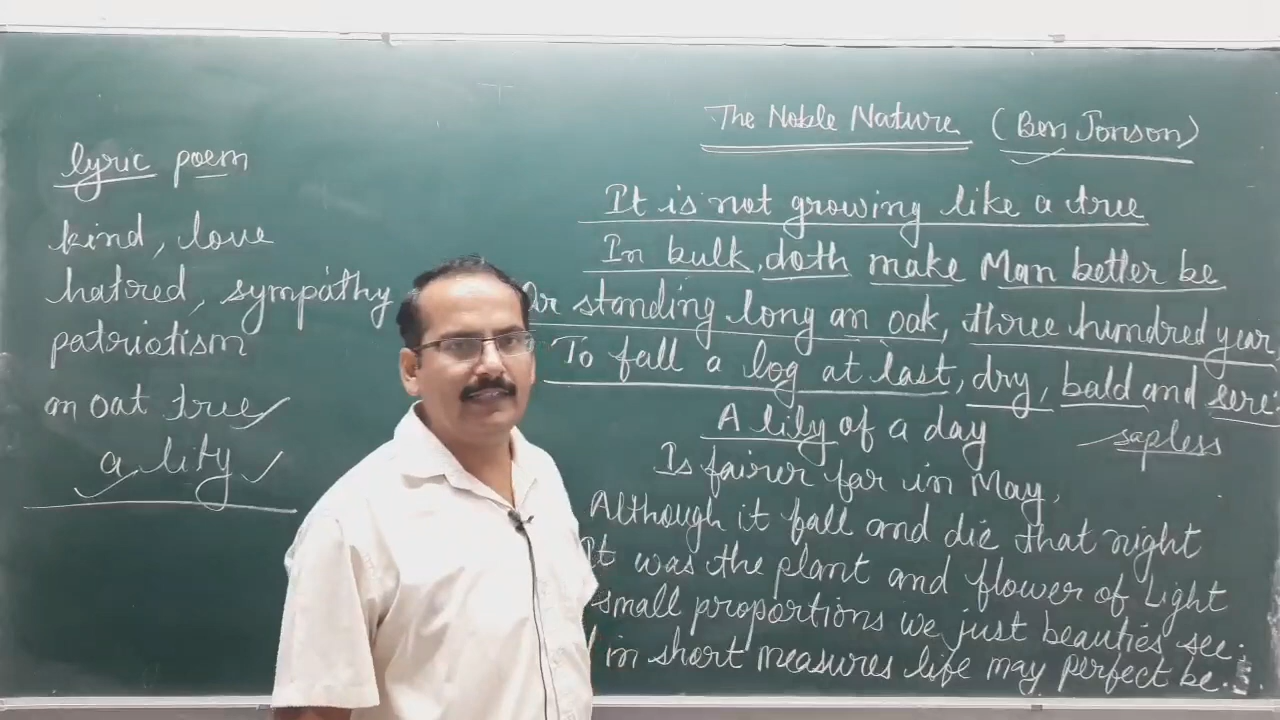 lyric poem
kind, love
hatred, sympathy
patriotism
an oat tree
a lity
The Noble Nature (Ben Jonson)
It is not growing like a tree
In bulk, doth make Man better be
Or standing long an oak, three hundred year
To fall a log at last, dry, bald and sere
sapless
A lily of a day
Is fairer far in May,
Although it fall and die that night
It was the plant and flower of Light
small proportions we just beauties see.
in short measures life may perfect be.